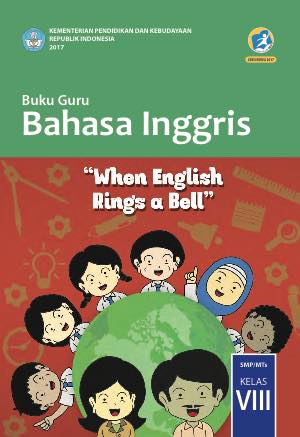 KEMENTERIAN PENDIDIKAN DAN KEBUDAYAAN
REPUBLIK INDONESIA
2017
Buku Guru
Bahasa Inggris
“When English
Rings a Bell”
SMP/MTs
KELAS
VIII